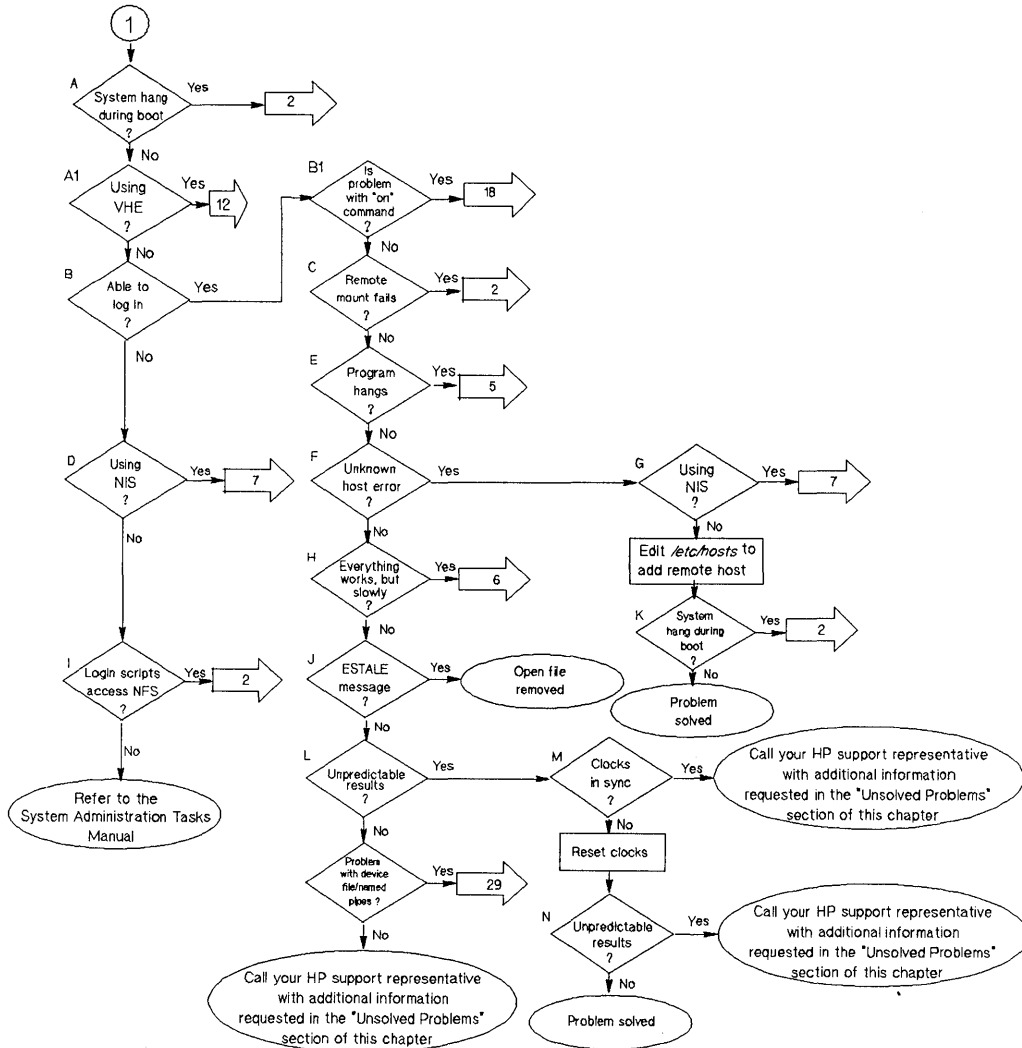 1
A
System hang
during boot
?
Yes
2
No
A1
Using
VHE
?
Yes
12
No
B
Able to
log in
?
Yes
No
D
Using
NIS
?
Yes
7
No
I
Login scripts
access NFS
?
Yes
2
No
Refer to the
System Administration Tasks
Manual
B1
Is
problem
with "on"
command
?
Yes
18
No
C
Remote
mount fails
?
Yes
2
No
E
Program
hangs
?
Yes
5
No
F
Unknown
host error
?
Yes
No
G
Using
NIS
?
Yes
7
No
Edit /etc/hosts to
add remote host
K
System
hang during
boot
?
Yes
2
No
Problem
solved
H
Everything
works, but
slowly
?
Yes
6
No
J
ESTALE
message
?
Yes
Open file
removed
No
L
Unpredictable
results
?
Yes
No
M
Clocks
in sync
?
Yes
Call your HP support representative
with additional information
requested in the "Unsolved Problems"
section of this chapter
No
Reset clocks
N
Unpredictable
results
?
Yes
Call your HP support representative
with additional information
requested in the "Unsolved Problems"
section of this chapter
No
Problem solved
Problem
with device
file/named
pipes ?
Yes
29
No
Call your HP support representative
with additional information
requested in the "Unsolved Problems"
section of this chapter